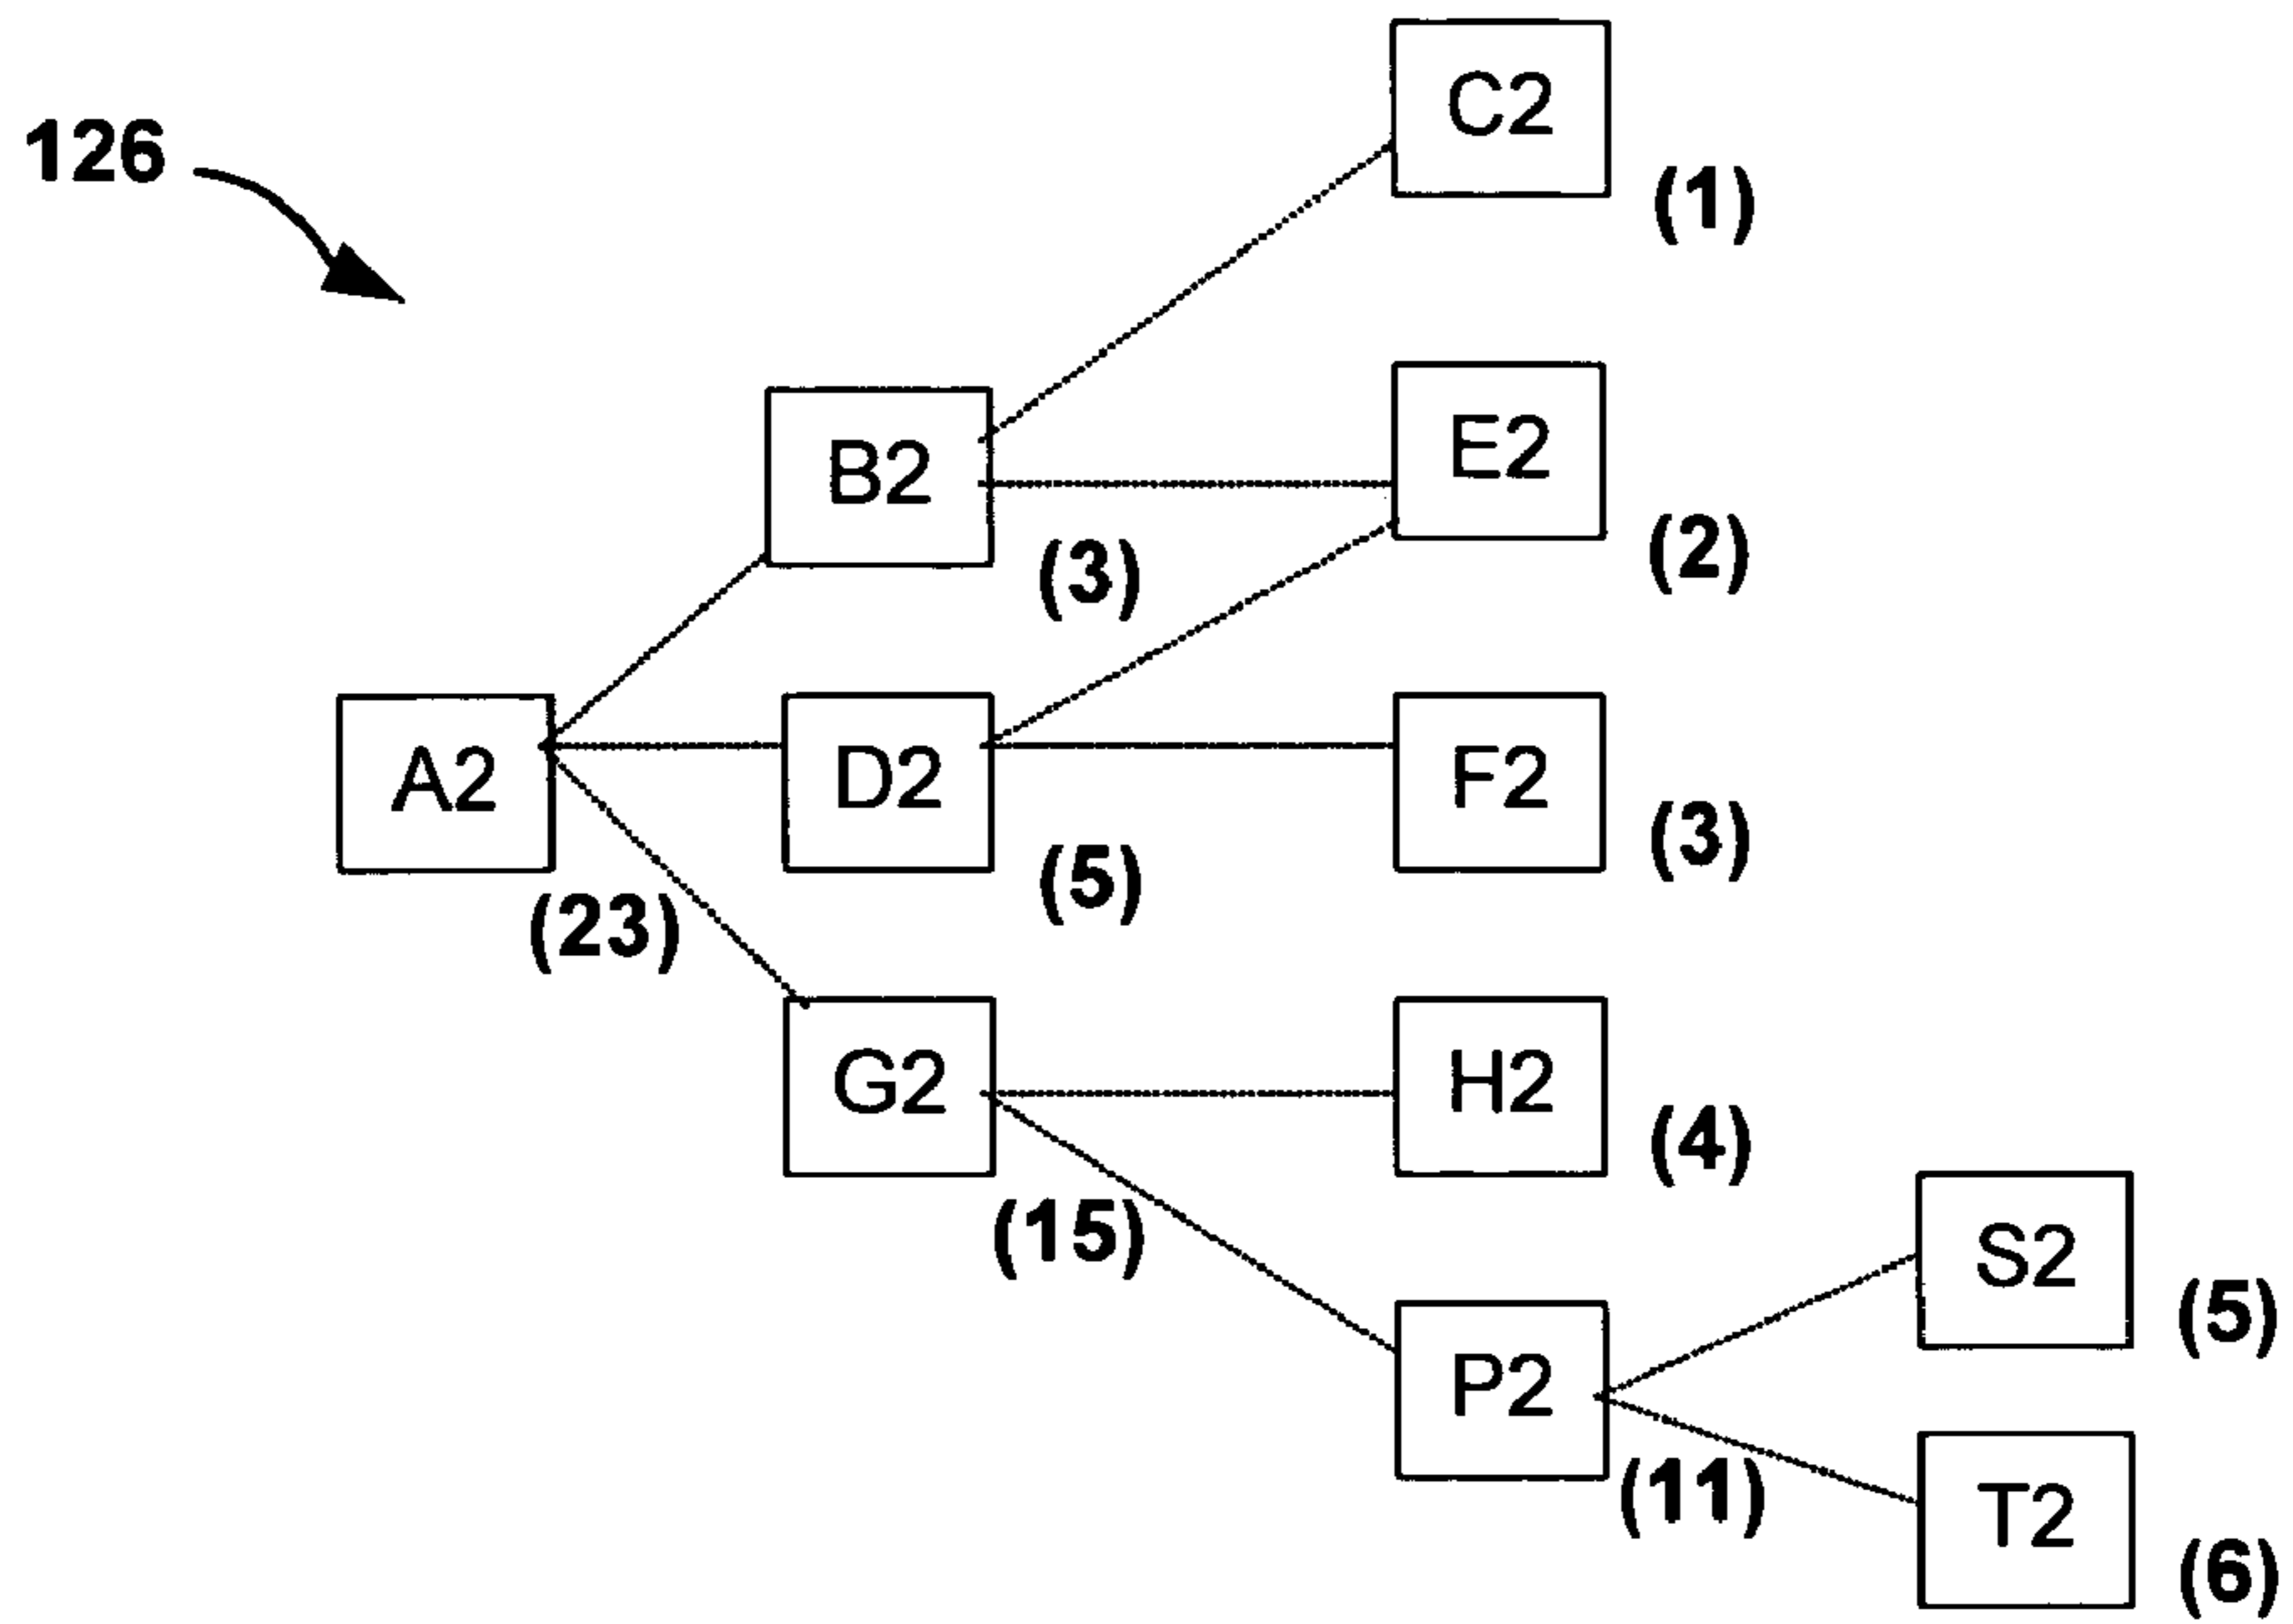 C2
126
(1)
B2
E2
(3)
(2)
A2
D2
F2
(23)
(5)
(3)
G2
H2
(15)
(4)
S2
(5)
P2
(11)
T2
(6)